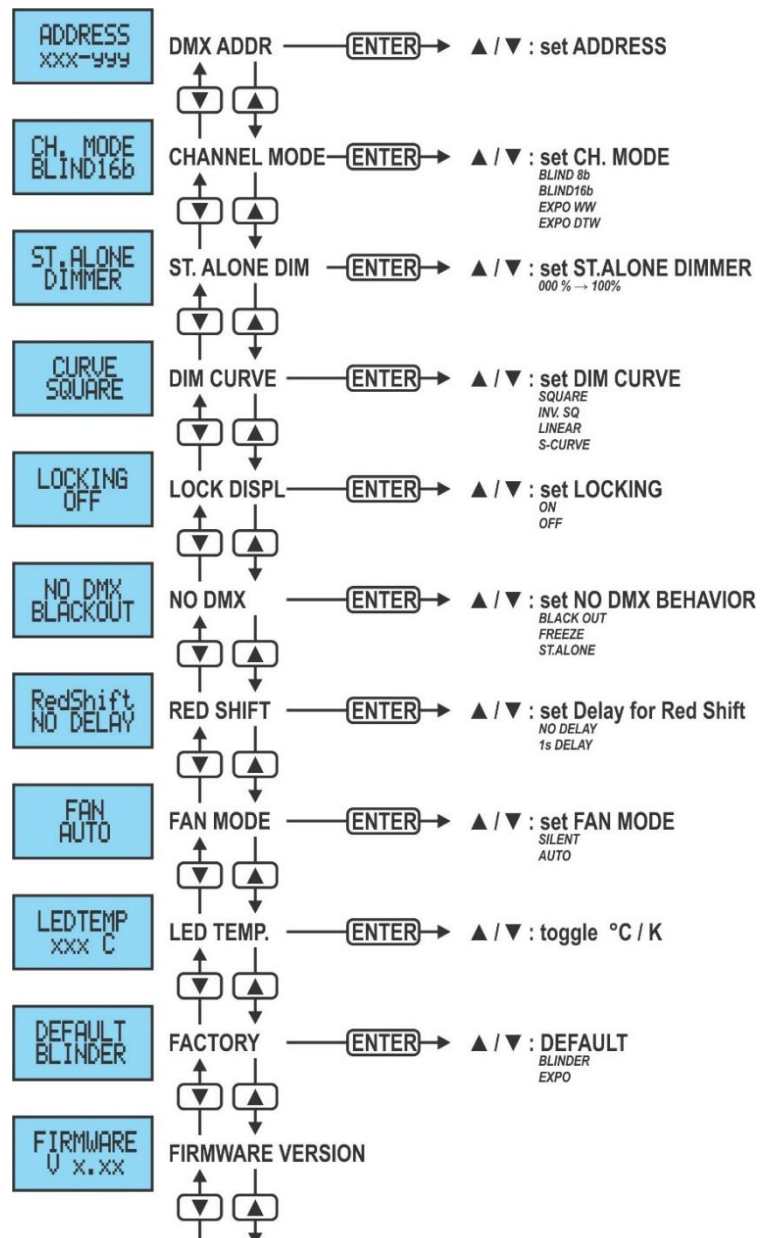 ADDRESS
xxx-yyy
DMX ADDR ENTER ▲ / ▼ : set ADDRESS
▼ ▲
CH. MODE
BLIND16b
CHANNEL MODE ENTER ▲ / ▼ : set CH. MODE
BLIND 8b
BLIND16b
EXPO WW
EXPO DTW
▼ ▲
ST.ALONE
DIMMER
ST. ALONE DIM ENTER ▲ / ▼ : set ST.ALONE DIMMER
000 % → 100%
▼ ▲
CURVE
SQUARE
DIM CURVE ENTER ▲ / ▼ : set DIM CURVE
SQUARE
INV. SQ
LINEAR
S-CURVE
▼ ▲
LOCKING
OFF
LOCK DISPL ENTER ▲ / ▼ : set LOCKING
ON
OFF
▼ ▲
NO DMX
BLACKOUT
NO DMX ENTER ▲ / ▼ : set NO DMX BEHAVIOR
BLACK OUT
FREEZE
ST.ALONE
▼ ▲
RedShift
NO DELAY
RED SHIFT ENTER ▲ / ▼ : set Delay for Red Shift
NO DELAY
1s DELAY
▼ ▲
FAN
AUTO
FAN MODE ENTER ▲ / ▼ : set FAN MODE
SILENT
AUTO
▼ ▲
LEDTEMP
xxx C
LED TEMP. ENTER ▲ / ▼ : toggle °C / K
▼ ▲
DEFAULT
BLINDER
FACTORY ENTER ▲ / ▼ : DEFAULT
BLINDER
EXPO
▼ ▲
FIRMWARE
V x.xx
FIRMWARE VERSION
▼ ▲